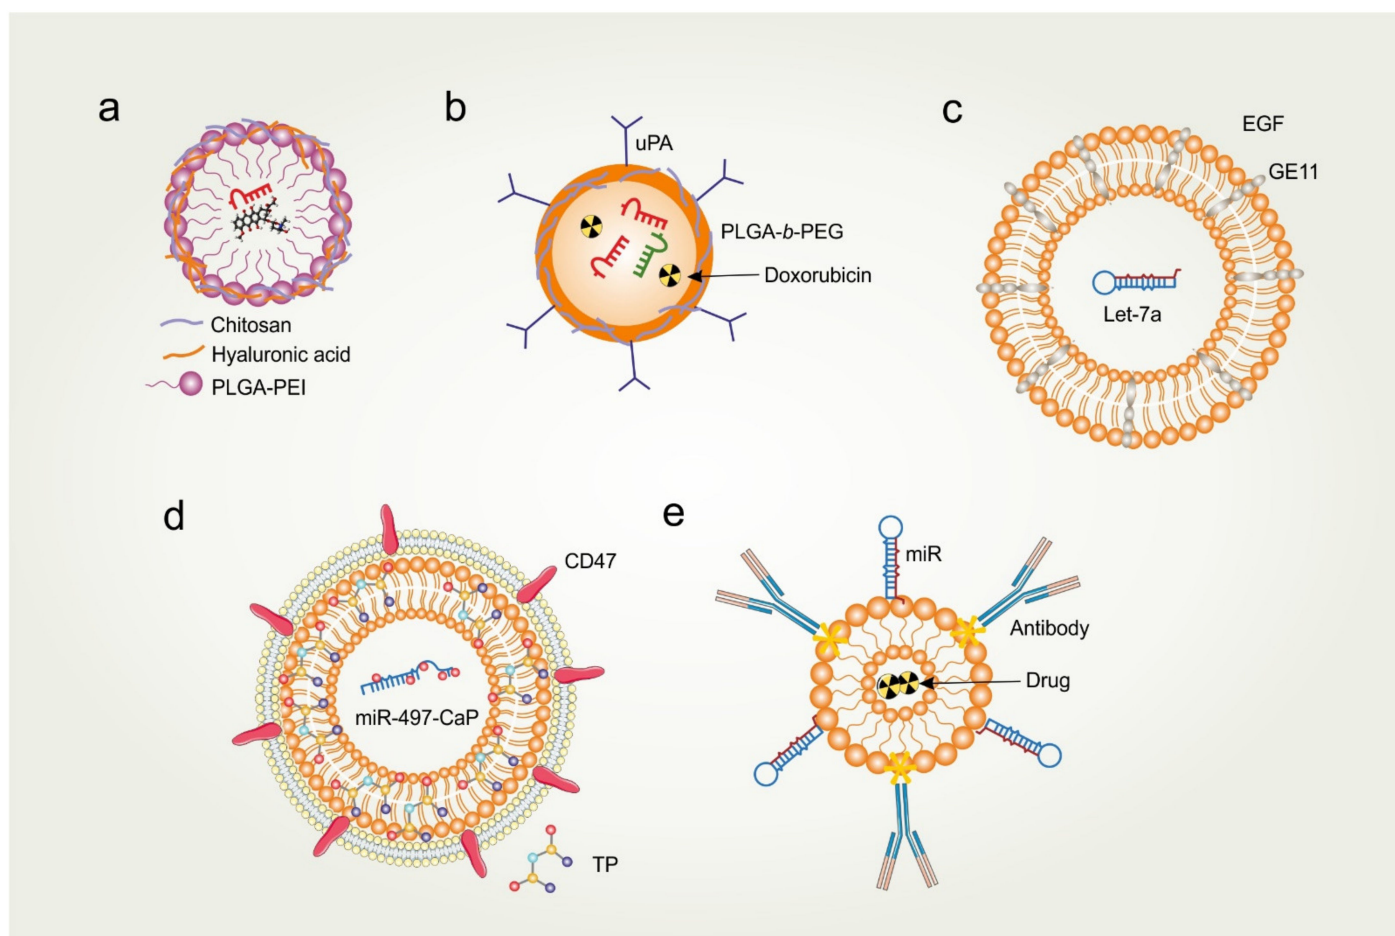 a
Chitosan
Hyaluronic acid
PLGA-PEI
b
uPA
PLGA-b-PEG
Doxorubicin
c
EGF
GE11
Let-7a
d
CD47
miR-497-CaP
TP
e
miR
Antibody
Drug